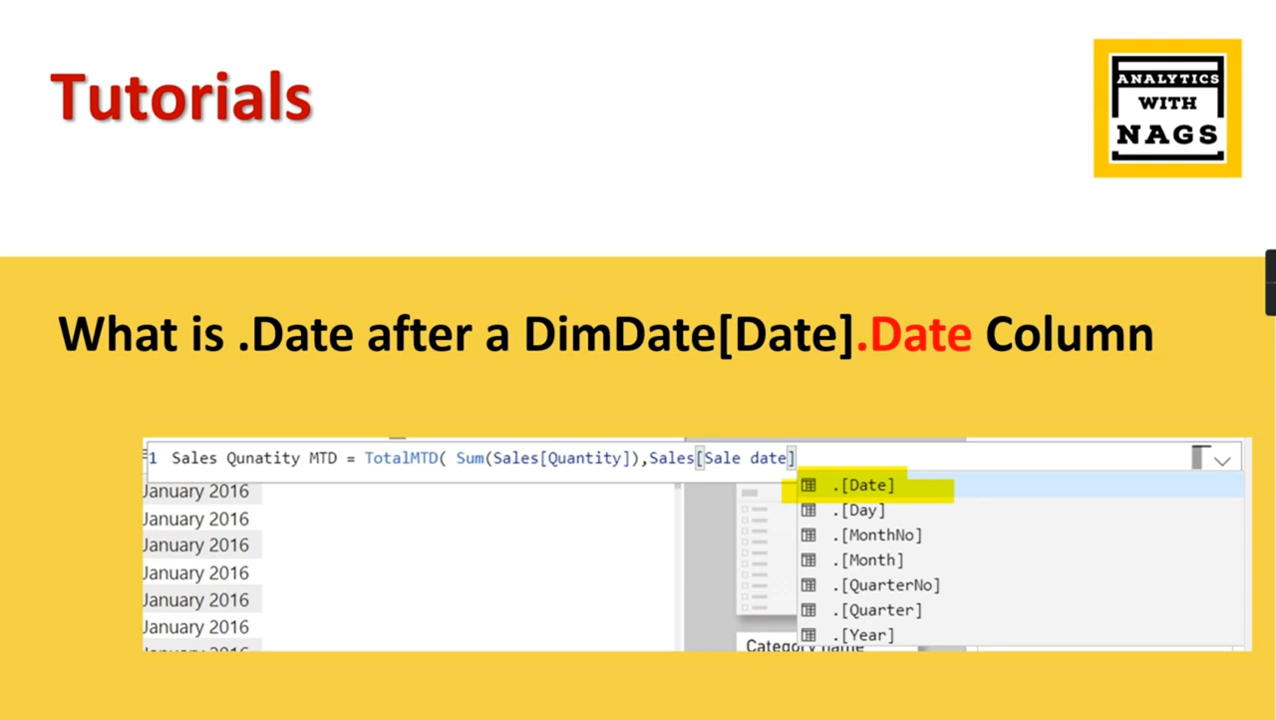 Tutorials
ANALYTICS
WITH
NAGS
What is .Date after a DimDate[Date].Date Column
1 Sales Qunatity MTD = TotalMTD( Sum(Sales[Quantity]),Sales[Sale date]
January 2016
.[Date]
January 2016
.[Day]
January 2016
.[MonthNo]
January 2016
.[Month]
January 2016
.[QuarterNo]
January 2016
.[Quarter]
.[Year]
Category name